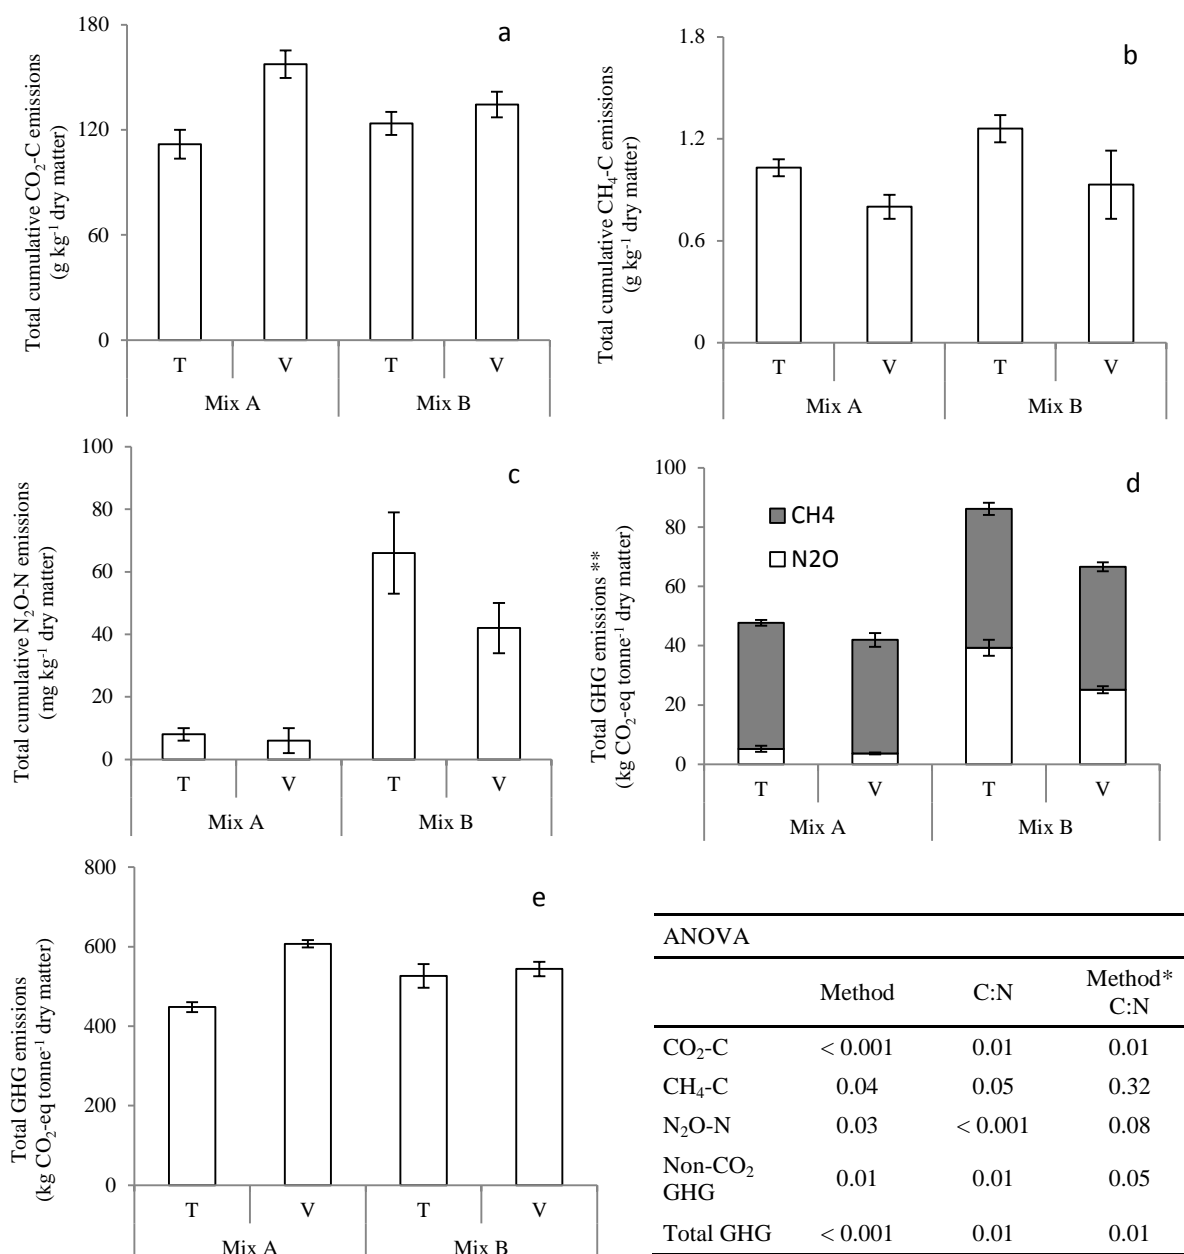 Total cumulative CO₂-C emissions
(g kg⁻¹ dry matter)
180
120
60
0
a
T V T V
Mix A Mix B
Total cumulative CH₄-C emissions
(g kg⁻¹ dry matter)
1.8
1.2
0.6
0
b
T V T V
Mix A Mix B
Total cumulative N₂O-N emissions
(mg kg⁻¹ dry matter)
100
80
60
40
20
0
c
T V T V
Mix A Mix B
Total GHG emissions **
(kg CO₂-eq tonne⁻¹ dry matter)
100
80
60
40
20
0
d
CH4
N2O
T V T V
Mix A Mix B
Total GHG emissions
(kg CO₂-eq tonne⁻¹ dry matter)
800
600
400
200
0
e
T V T V
Mix A Mix B
ANOVA
Method C:N Method*
C:N
CO₂-C < 0.001 0.01 0.01
CH₄-C 0.04 0.05 0.32
N₂O-N 0.03 < 0.001 0.08
Non-CO₂
GHG 0.01 0.01 0.05
Total GHG < 0.001 0.01 0.01